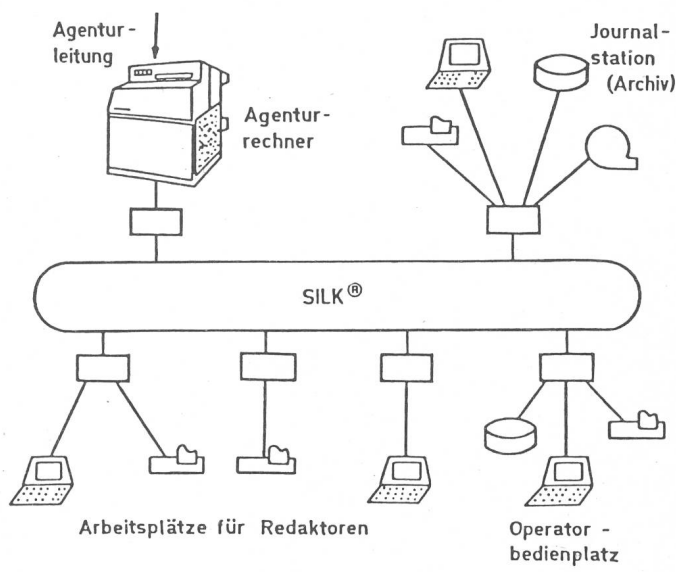 Agentur-
leitung
Agentur-
rechner
Journal-
station
(Archiv)
SILK®
Arbeitsplätze für Redaktoren
Operator -
bedienplatz